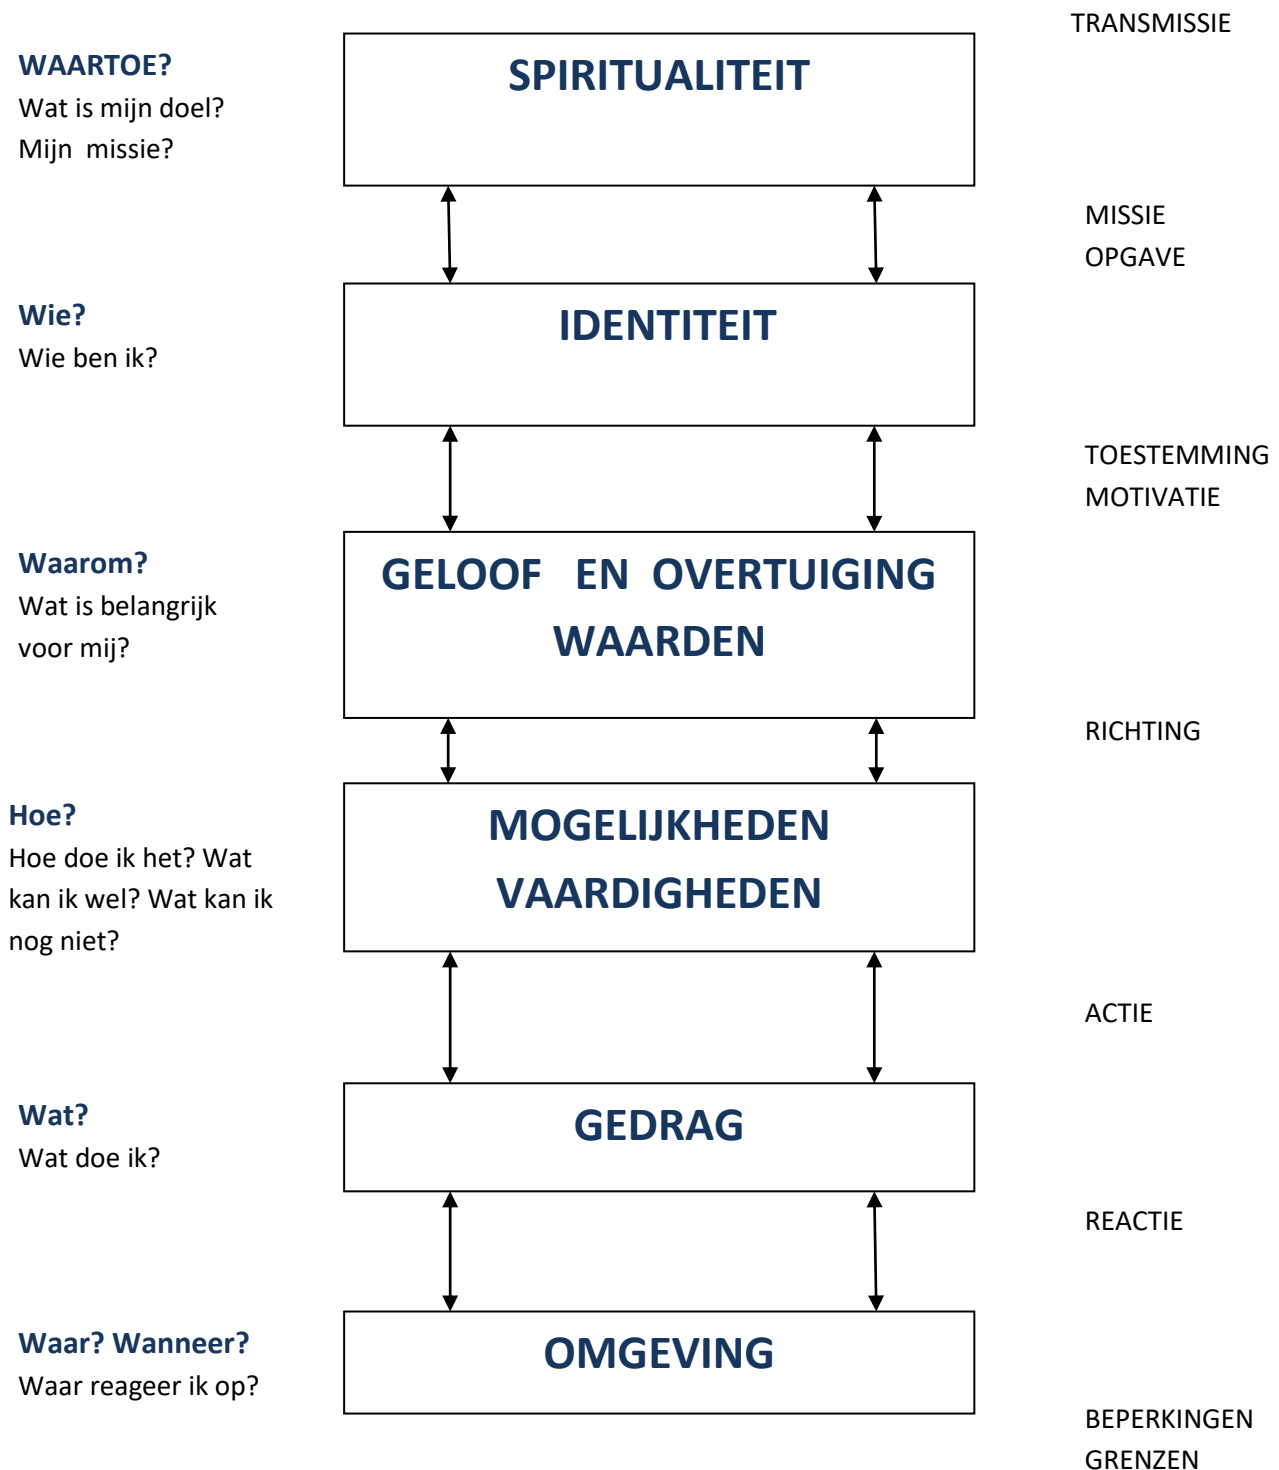 TRANSMISSIE
WAARTOE?
Wat is mijn doel?
Mijn  missie?
SPIRITUALITEIT
MISSIE
OPGAVE
Wie?
Wie ben ik?
IDENTITEIT
TOESTEMMING
MOTIVATIE
Waarom?
Wat is belangrijk
voor mij?
GELOOF  EN  OVERTUIGING
WAARDEN
RICHTING
Hoe?
Hoe doe ik het? Wat
kan ik wel? Wat kan ik
nog niet?
MOGELIJKHEDEN
VAARDIGHEDEN
ACTIE
Wat?
Wat doe ik?
GEDRAG
REACTIE
Waar? Wanneer?
Waar reageer ik op?
OMGEVING
BEPERKINGEN
GRENZEN